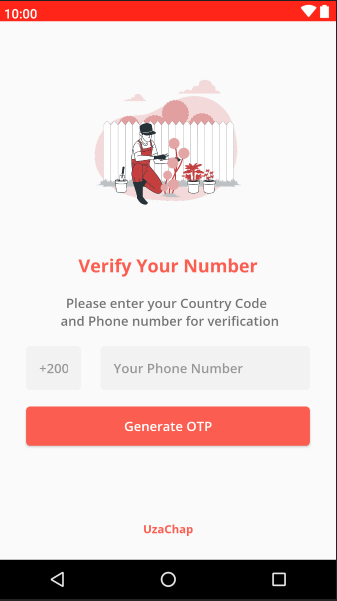 10:00
Verify Your Number
Please enter your Country Code
and Phone number for verification
+200 Your Phone Number
Generate OTP
UzaChap